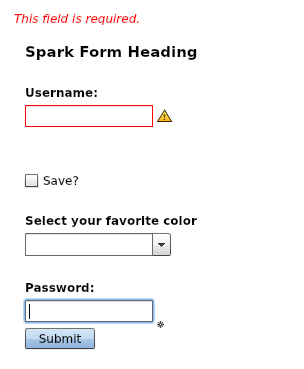 This field is required.
Spark Form Heading
Username:
Save?
Select your favorite color
Password:
Submit